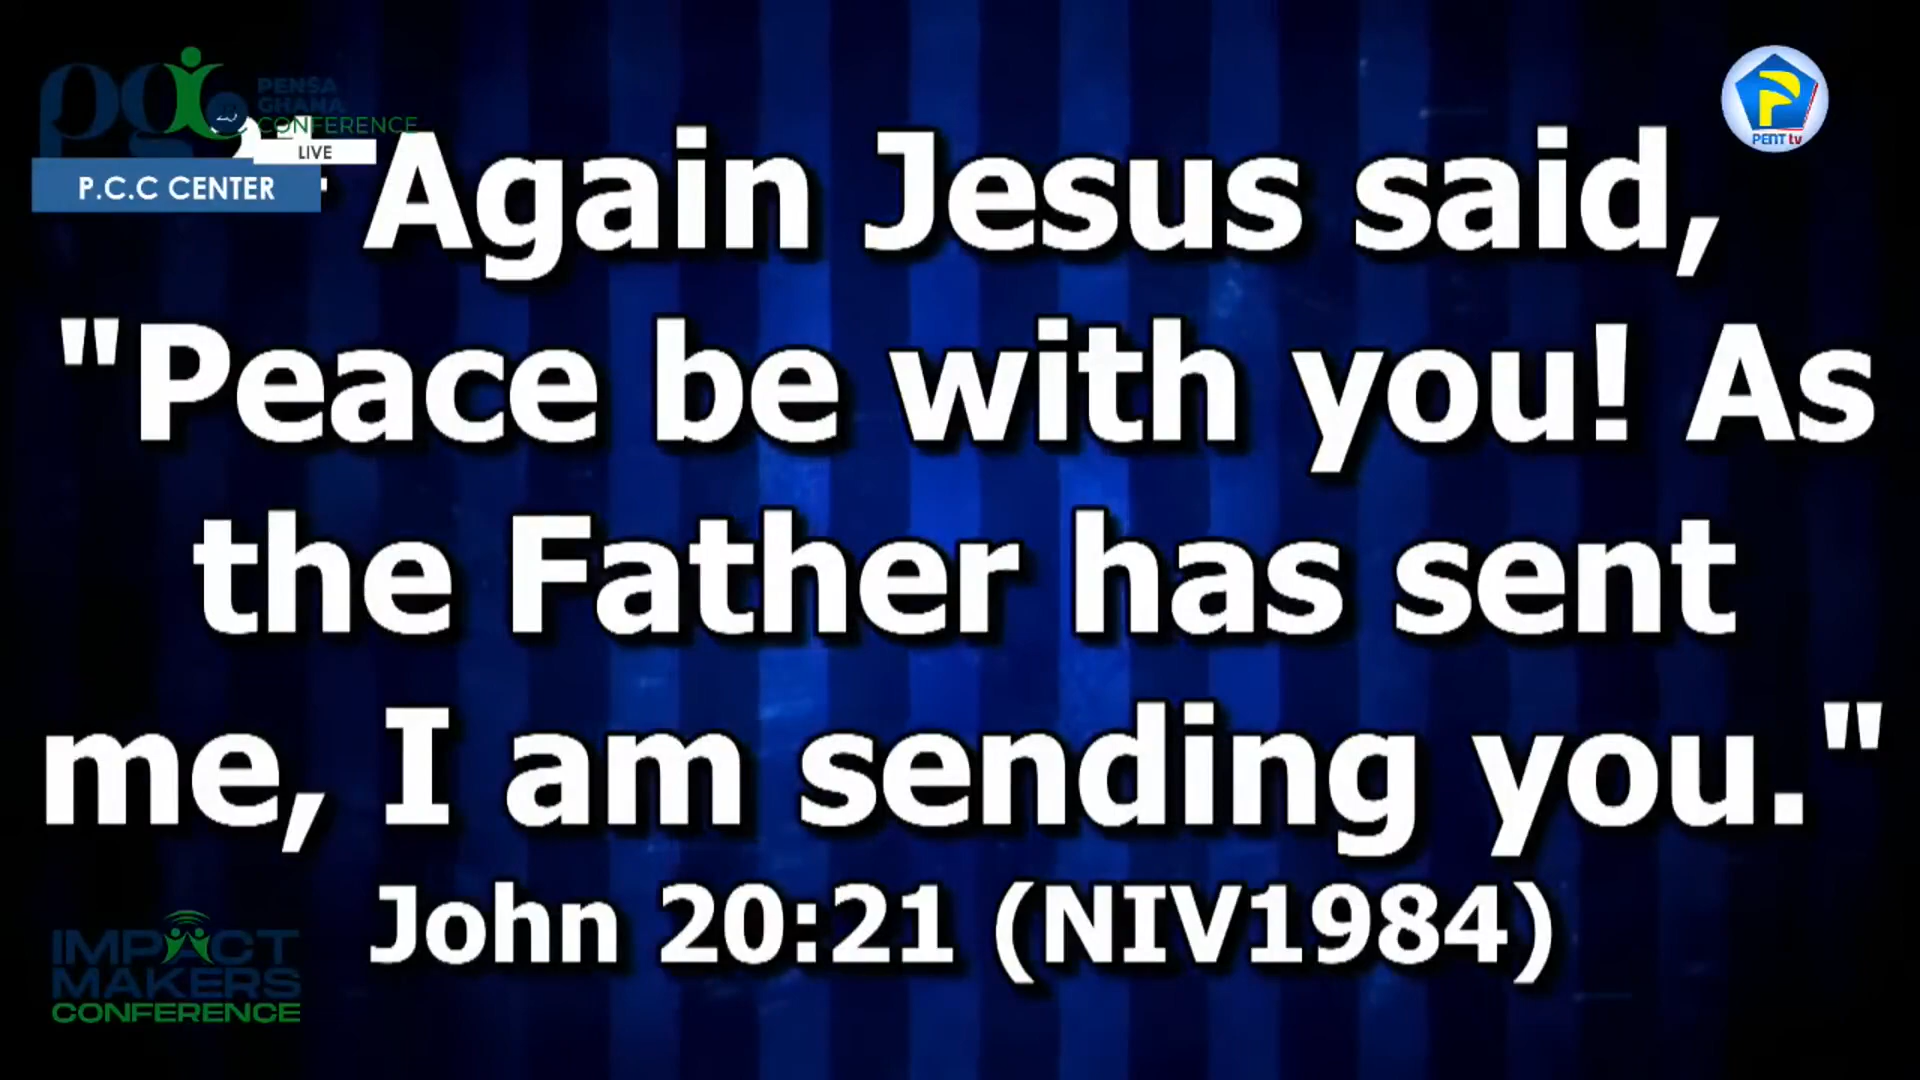 PENSA
GHANA
CONFERENCE
LIVE
P.C.C CENTER
PENT tv
Again Jesus said,
"Peace be with you! As
the Father has sent
me, I am sending you."
John 20:21 (NIV1984)
IMPACT
MAKERS
CONFERENCE